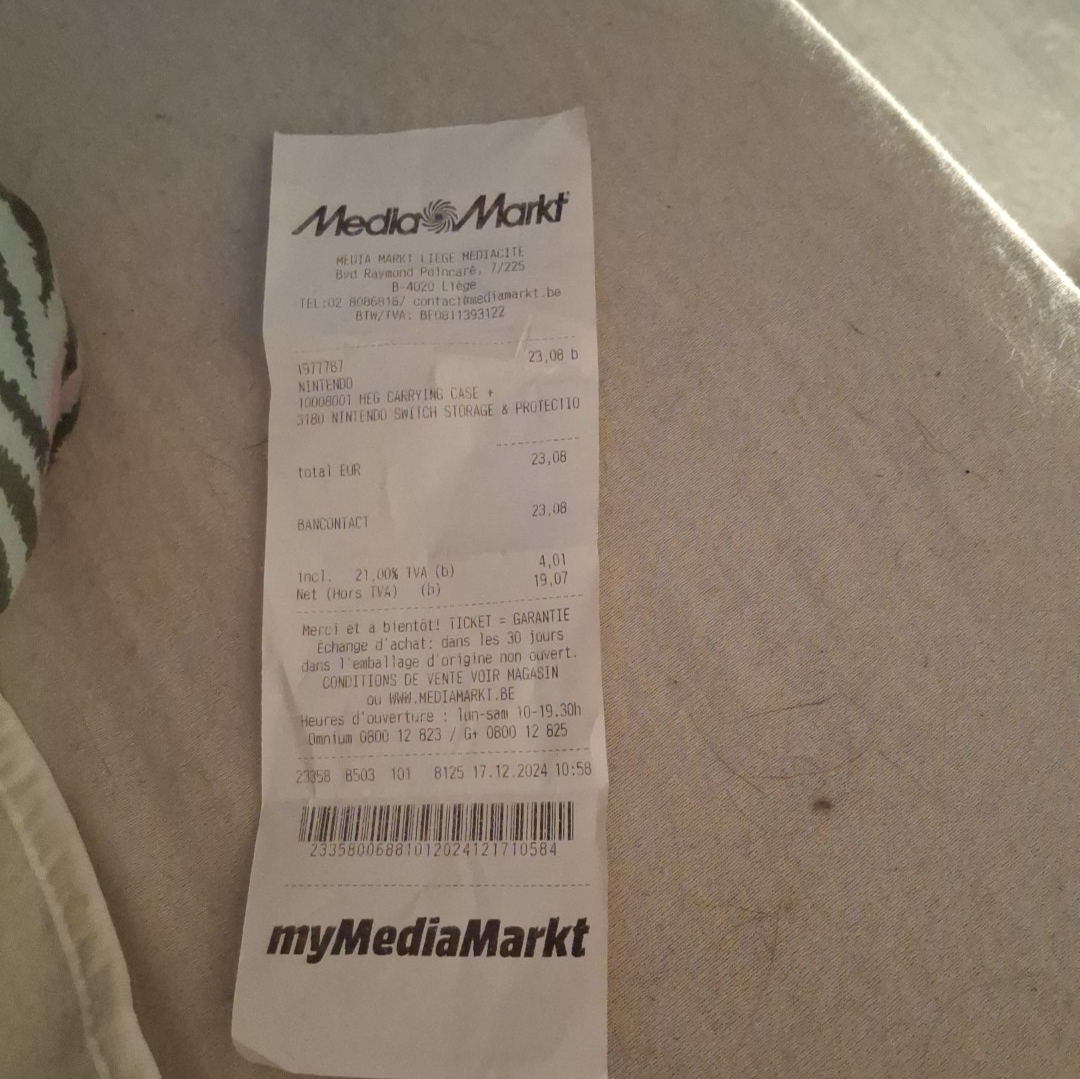 Media Markt
MEDIA MARKT LIEGE MEDIACITE
Bvd Raymond Poincaré, 7/225
B-4020 Liège
TEL:02 8086816/ contact@mediamarkt.be
BTW/TVA: BE0811393122
1977787 23,08 b
NINTENDO
10008001 MEG CARRYING CASE +
3180 NINTENDO SWITCH STORAGE & PROTECTIO
total EUR 23,08
BANCONTACT 23,08
incl. 21,00% TVA (b) 4,01
Net (Hors TVA) (b) 19,07
Merci et a bientôt! TICKET = GARANTIE
Échange d'achat: dans les 30 jours
dans l'emballage d'origine non ouvert.
CONDITIONS DE VENTE VOIR MAGASIN
ou WWW.MEDIAMARKT.BE
Heures d'ouverture : lun-sam 10-19.30h
Omnium 0800 12 823 / G+ 0800 12 825
23358 8503 101 8125 17.12.2024 10:58
23358006881012024121710584
myMediaMarkt